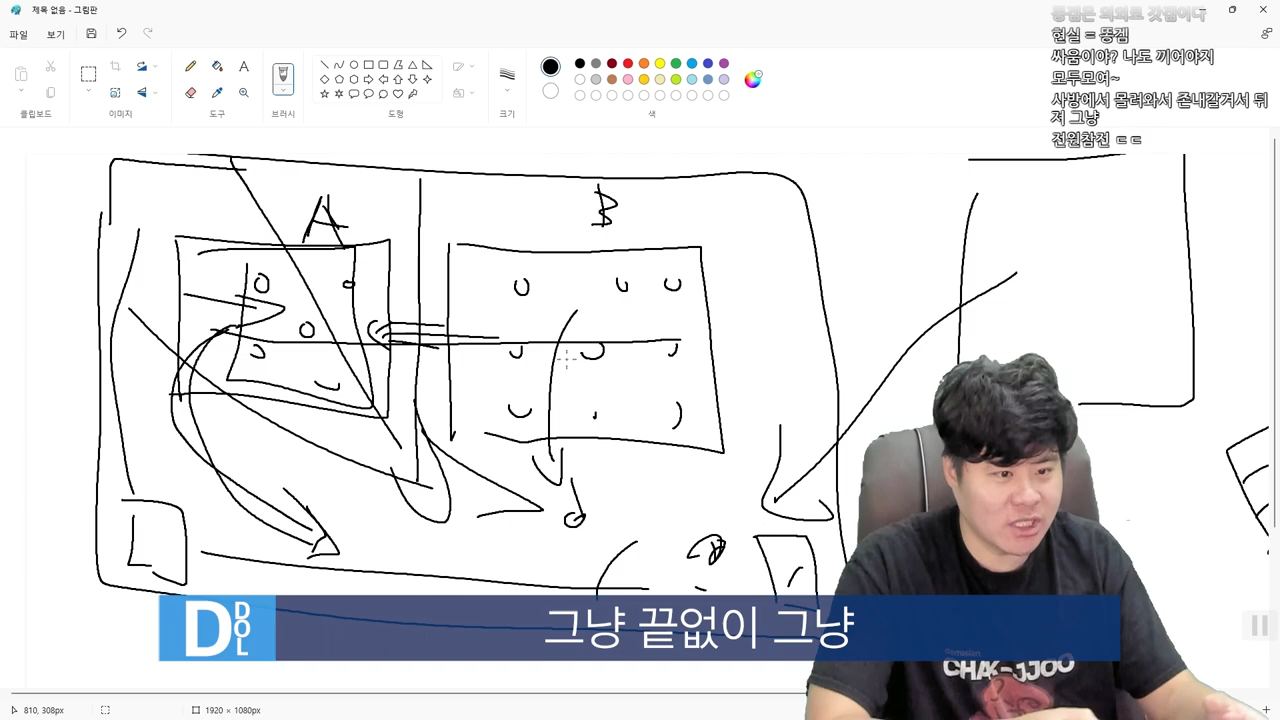 제목 없음 - 그림판
파일
보기
클립보드
이미지
도구
브러시
도형
크기
색
현실 = 똥겜
싸움이야? 나도 끼어야지
모두모여~
사방에서 몰려와서 존내갈겨서 뒤
져 그냥
전원참전 ㄷㄷ
A
B
L
D
DOL
그냥 끝없이 그냥
CHAK-JJOO
810, 308px
1920 × 1080px